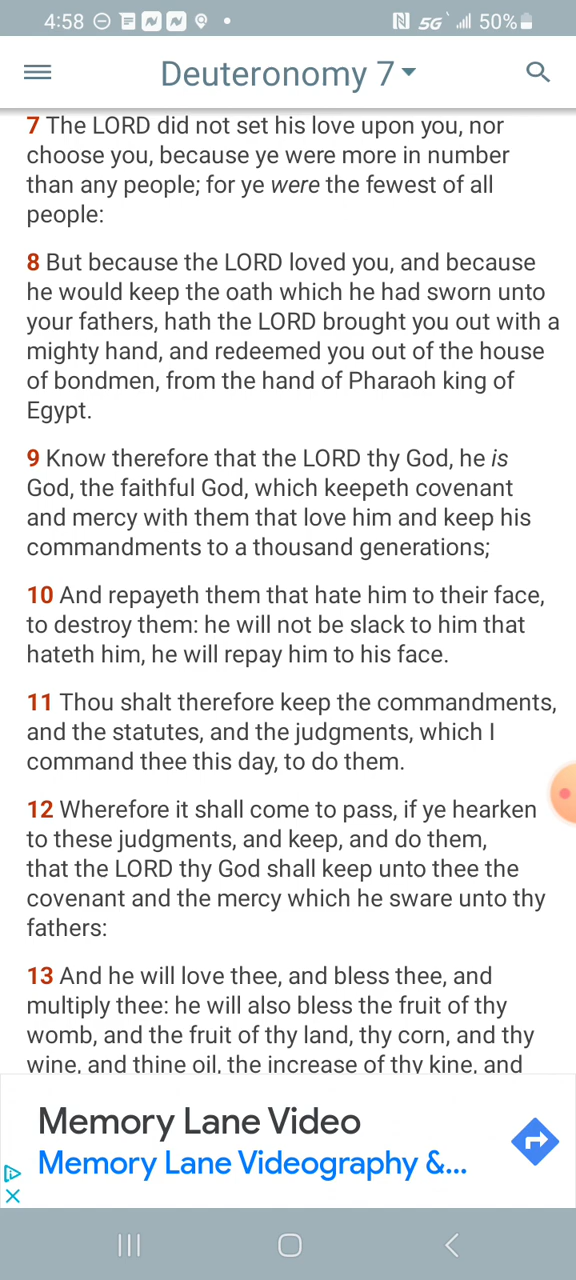 4:58 5G 50%
Deuteronomy 7
7 The LORD did not set his love upon you, nor
choose you, because ye were more in number
than any people; for ye were the fewest of all
people:
8 But because the LORD loved you, and because
he would keep the oath which he had sworn unto
your fathers, hath the LORD brought you out with a
mighty hand, and redeemed you out of the house
of bondmen, from the hand of Pharaoh king of
Egypt.
9 Know therefore that the LORD thy God, he is
God, the faithful God, which keepeth covenant
and mercy with them that love him and keep his
commandments to a thousand generations;
10 And repayeth them that hate him to their face,
to destroy them: he will not be slack to him that
hateth him, he will repay him to his face.
11 Thou shalt therefore keep the commandments,
and the statutes, and the judgments, which I
command thee this day, to do them.
12 Wherefore it shall come to pass, if ye hearken
to these judgments, and keep, and do them,
that the LORD thy God shall keep unto thee the
covenant and the mercy which he sware unto thy
fathers:
13 And he will love thee, and bless thee, and
multiply thee: he will also bless the fruit of thy
womb, and the fruit of thy land, thy corn, and thy
wine, and thine oil, the increase of thy kine, and
Memory Lane Video
Memory Lane Videography &...